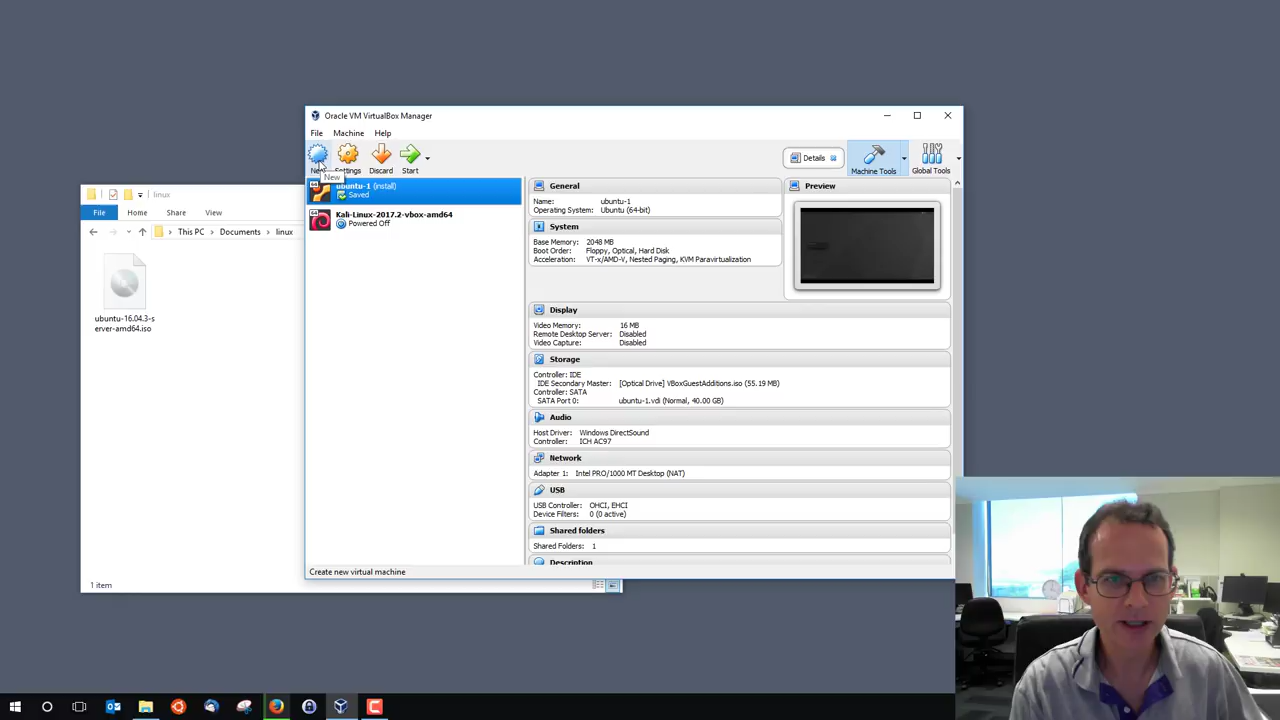 Oracle VM VirtualBox Manager
File Machine Help
New Settings Discard Start
Details Machine Tools Global Tools
New
ubuntu-1 (install)
Saved
Kali-Linux-2017.2-vbox-amd64
Powered Off
General
Name: ubuntu-1
Operating System: Ubuntu (64-bit)
System
Base Memory: 2048 MB
Boot Order: Floppy, Optical, Hard Disk
Acceleration: VT-x/AMD-V, Nested Paging, KVM Paravirtualization
Preview
Display
Video Memory: 16 MB
Remote Desktop Server: Disabled
Video Capture: Disabled
Storage
Controller: IDE
IDE Secondary Master: [Optical Drive] VBoxGuestAdditions.iso (55.19 MB)
Controller: SATA
SATA Port 0: ubuntu-1.vdi (Normal, 40.00 GB)
Audio
Host Driver: Windows DirectSound
Controller: ICH AC97
Network
Adapter 1: Intel PRO/1000 MT Desktop (NAT)
USB
USB Controller: OHCI, EHCI
Device Filters: 0 (0 active)
Shared folders
Shared Folders: 1
Description
Create new virtual machine
linux
File Home Share View
This PC Documents linux
ubuntu-16.04.3-s
erver-amd64.iso
1 item